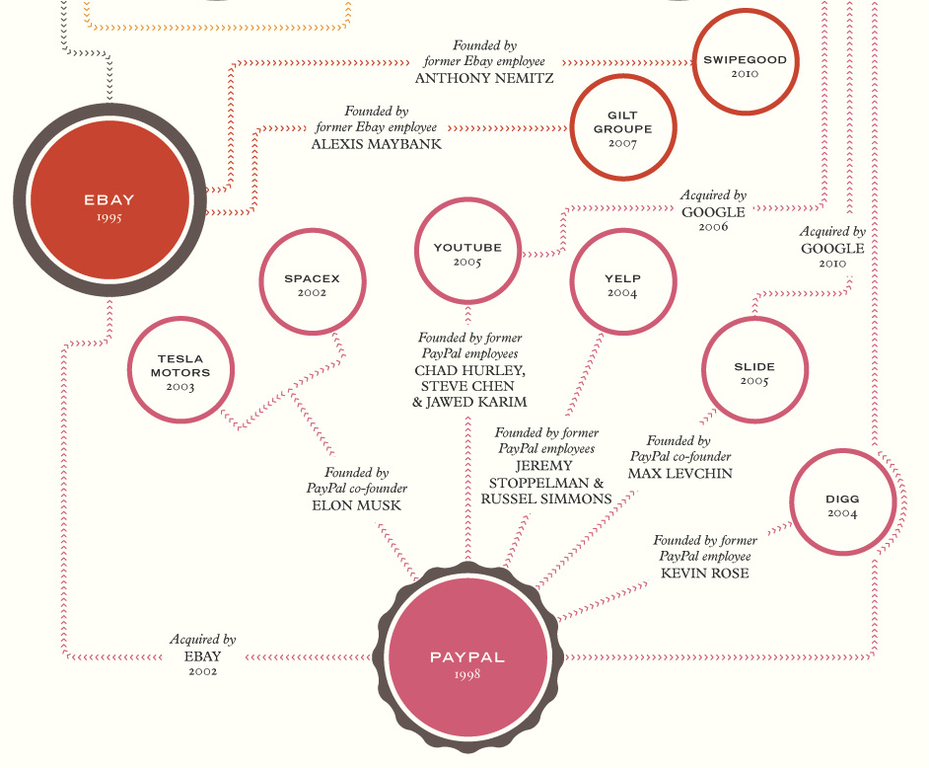 Founded by
former Ebay employee
ANTHONY NEMITZ
SWIPEGOOD
2010
Founded by
former Ebay employee
ALEXIS MAYBANK
GILT
GROUPE
2007
EBAY
1995
Acquired by
GOOGLE
2006
Acquired by
GOOGLE
2010
YOUTUBE
2005
SPACEX
2002
YELP
2004
TESLA
MOTORS
2003
Founded by former
PayPal employees
CHAD HURLEY,
STEVE CHEN
& JAWED KARIM
SLIDE
2005
Founded by
PayPal co-founder
ELON MUSK
Founded by former
PayPal employees
JEREMY
STOPPELMAN &
RUSSEL SIMMONS
Founded by
PayPal co-founder
MAX LEVCHIN
DIGG
2004
Founded by former
PayPal employee
KEVIN ROSE
Acquired by
EBAY
2002
PAYPAL
1998